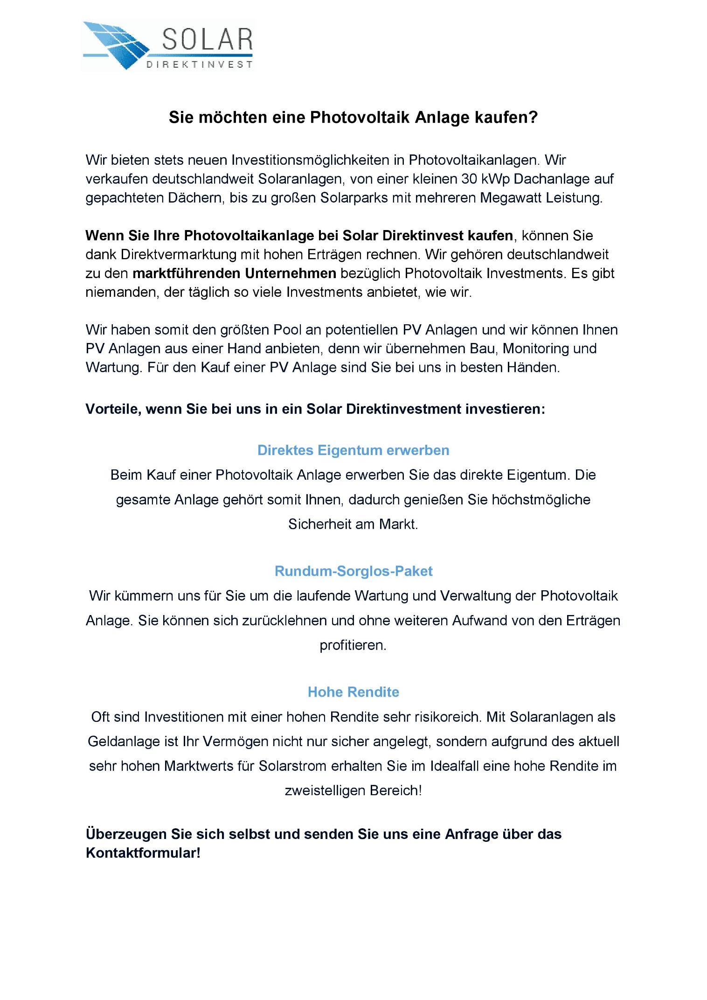 SOLAR
DIREKTINVEST
Sie möchten eine Photovoltaik Anlage kaufen?
Wir bieten stets neuen Investitionsmöglichkeiten in Photovoltaikanlagen. Wir
verkaufen deutschlandweit Solaranlagen, von einer kleinen 30 kWp Dachanlage auf
gepachteten Dächern, bis zu großen Solarparks mit mehreren Megawatt Leistung.
Wenn Sie Ihre Photovoltaikanlage bei Solar Direktinvest kaufen, können Sie
dank Direktvermarktung mit hohen Erträgen rechnen. Wir gehören deutschlandweit
zu den marktführenden Unternehmen bezüglich Photovoltaik Investments. Es gibt
niemanden, der täglich so viele Investments anbietet, wie wir.
Wir haben somit den größten Pool an potentiellen PV Anlagen und wir können Ihnen
PV Anlagen aus einer Hand anbieten, denn wir übernehmen Bau, Monitoring und
Wartung. Für den Kauf einer PV Anlage sind Sie bei uns in besten Händen.
Vorteile, wenn Sie bei uns in ein Solar Direktinvestment investieren:
Direktes Eigentum erwerben
Beim Kauf einer Photovoltaik Anlage erwerben Sie das direkte Eigentum. Die
gesamte Anlage gehört somit Ihnen, dadurch genießen Sie höchstmögliche
Sicherheit am Markt.
Rundum-Sorglos-Paket
Wir kümmern uns für Sie um die laufende Wartung und Verwaltung der Photovoltaik
Anlage. Sie können sich zurücklehnen und ohne weiteren Aufwand von den Erträgen
profitieren.
Hohe Rendite
Oft sind Investitionen mit einer hohen Rendite sehr risikoreich. Mit Solaranlagen als
Geldanlage ist Ihr Vermögen nicht nur sicher angelegt, sondern aufgrund des aktuell
sehr hohen Marktwerts für Solarstrom erhalten Sie im Idealfall eine hohe Rendite im
zweistelligen Bereich!
Überzeugen Sie sich selbst und senden Sie uns eine Anfrage über das
Kontaktformular!